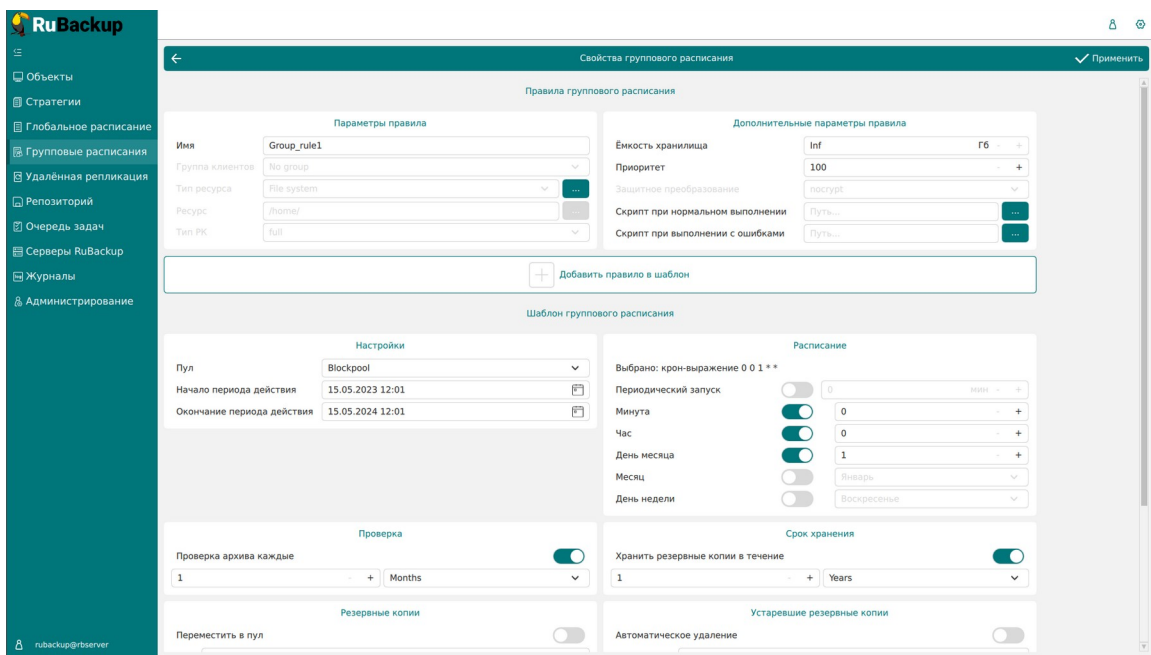 RuBackup
Объекты
Стратегии
Глобальное расписание
Групповые расписания
Удалённая репликация
Репозиторий
Очередь задач
Серверы RuBackup
Журналы
Администрирование
rubackup@rbserver
Свойства группового расписания
Применить
Правила группового расписания
Параметры правила
Имя Group_rule1
Группа клиентов No group
Тип ресурса File system ...
Ресурс /home/ ...
Тип РК full
Дополнительные параметры правила
Ёмкость хранилища Inf Гб - +
Приоритет 100 - +
Защитное преобразование nocrypt
Скрипт при нормальном выполнении Путь... ...
Скрипт при выполнении с ошибками Путь... ...
+ Добавить правило в шаблон
Шаблон группового расписания
Настройки
Пул Blockpool
Начало периода действия 15.05.2023 12:01
Окончание периода действия 15.05.2024 12:01
Расписание
Выбрано: крон-выражение 0 0 1 * *
Периодический запуск 0 мин - +
Минута 0 - +
Час 0 - +
День месяца 1 - +
Месяц Январь
День недели Воскресенье
Проверка
Проверка архива каждые
1 - + Months
Срок хранения
Хранить резервные копии в течение
1 - + Years
Резервные копии
Переместить в пул
Устаревшие резервные копии
Автоматическое удаление